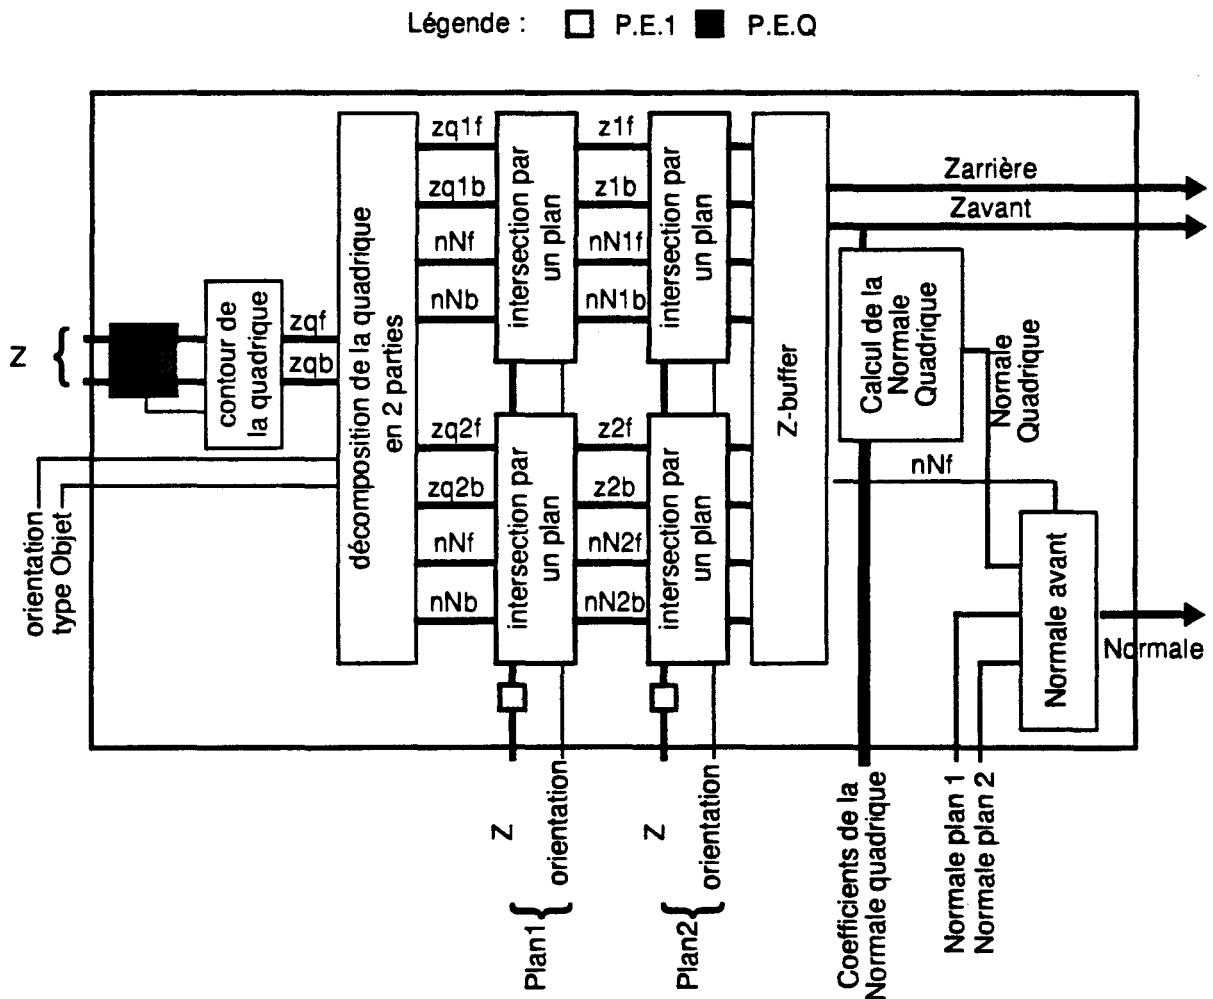 Légende : P.E.1 P.E.Q
zq1f
zq1b
nNf
nNb
z1f
z1b
nN1f
nN1b
Zarrière
Zavant
Z {
contour de
la quadrique
zqf
zqb
décomposition de la quadrique
en 2 parties
intersection par
un plan
intersection par
un plan
Z-buffer
Calcul de la
Normale
Quadrique
Normale
Quadrique
zq2f
zq2b
nNf
nNb
intersection par
un plan
z2f
z2b
nN2f
nN2b
intersection par
un plan
nNf
Normale avant
Normale
orientation
type Objet
Z
orientation
Plan1 {
Z
orientation
Plan2 {
Coefficients de la
Normale quadrique
Normale plan 1
Normale plan 2